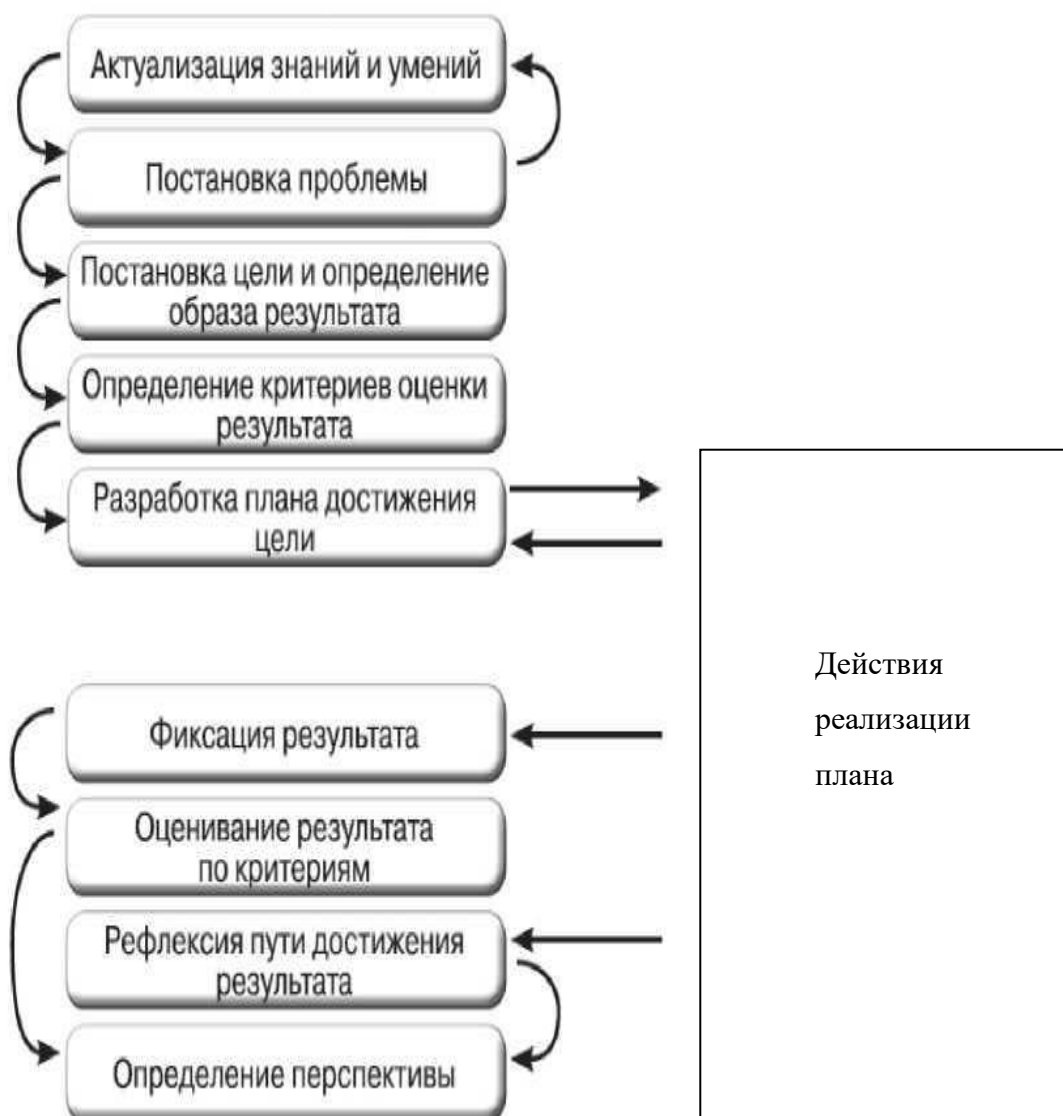 Актуализация знаний и умений
Постановка проблемы
Постановка цели и определение
образа результата
Определение критериев оценки
результата
Разработка плана достижения
цели
Действия
реализации
плана
Фиксация результата
Оценивание результата
по критериям
Рефлексия пути достижения
результата
Определение перспективы